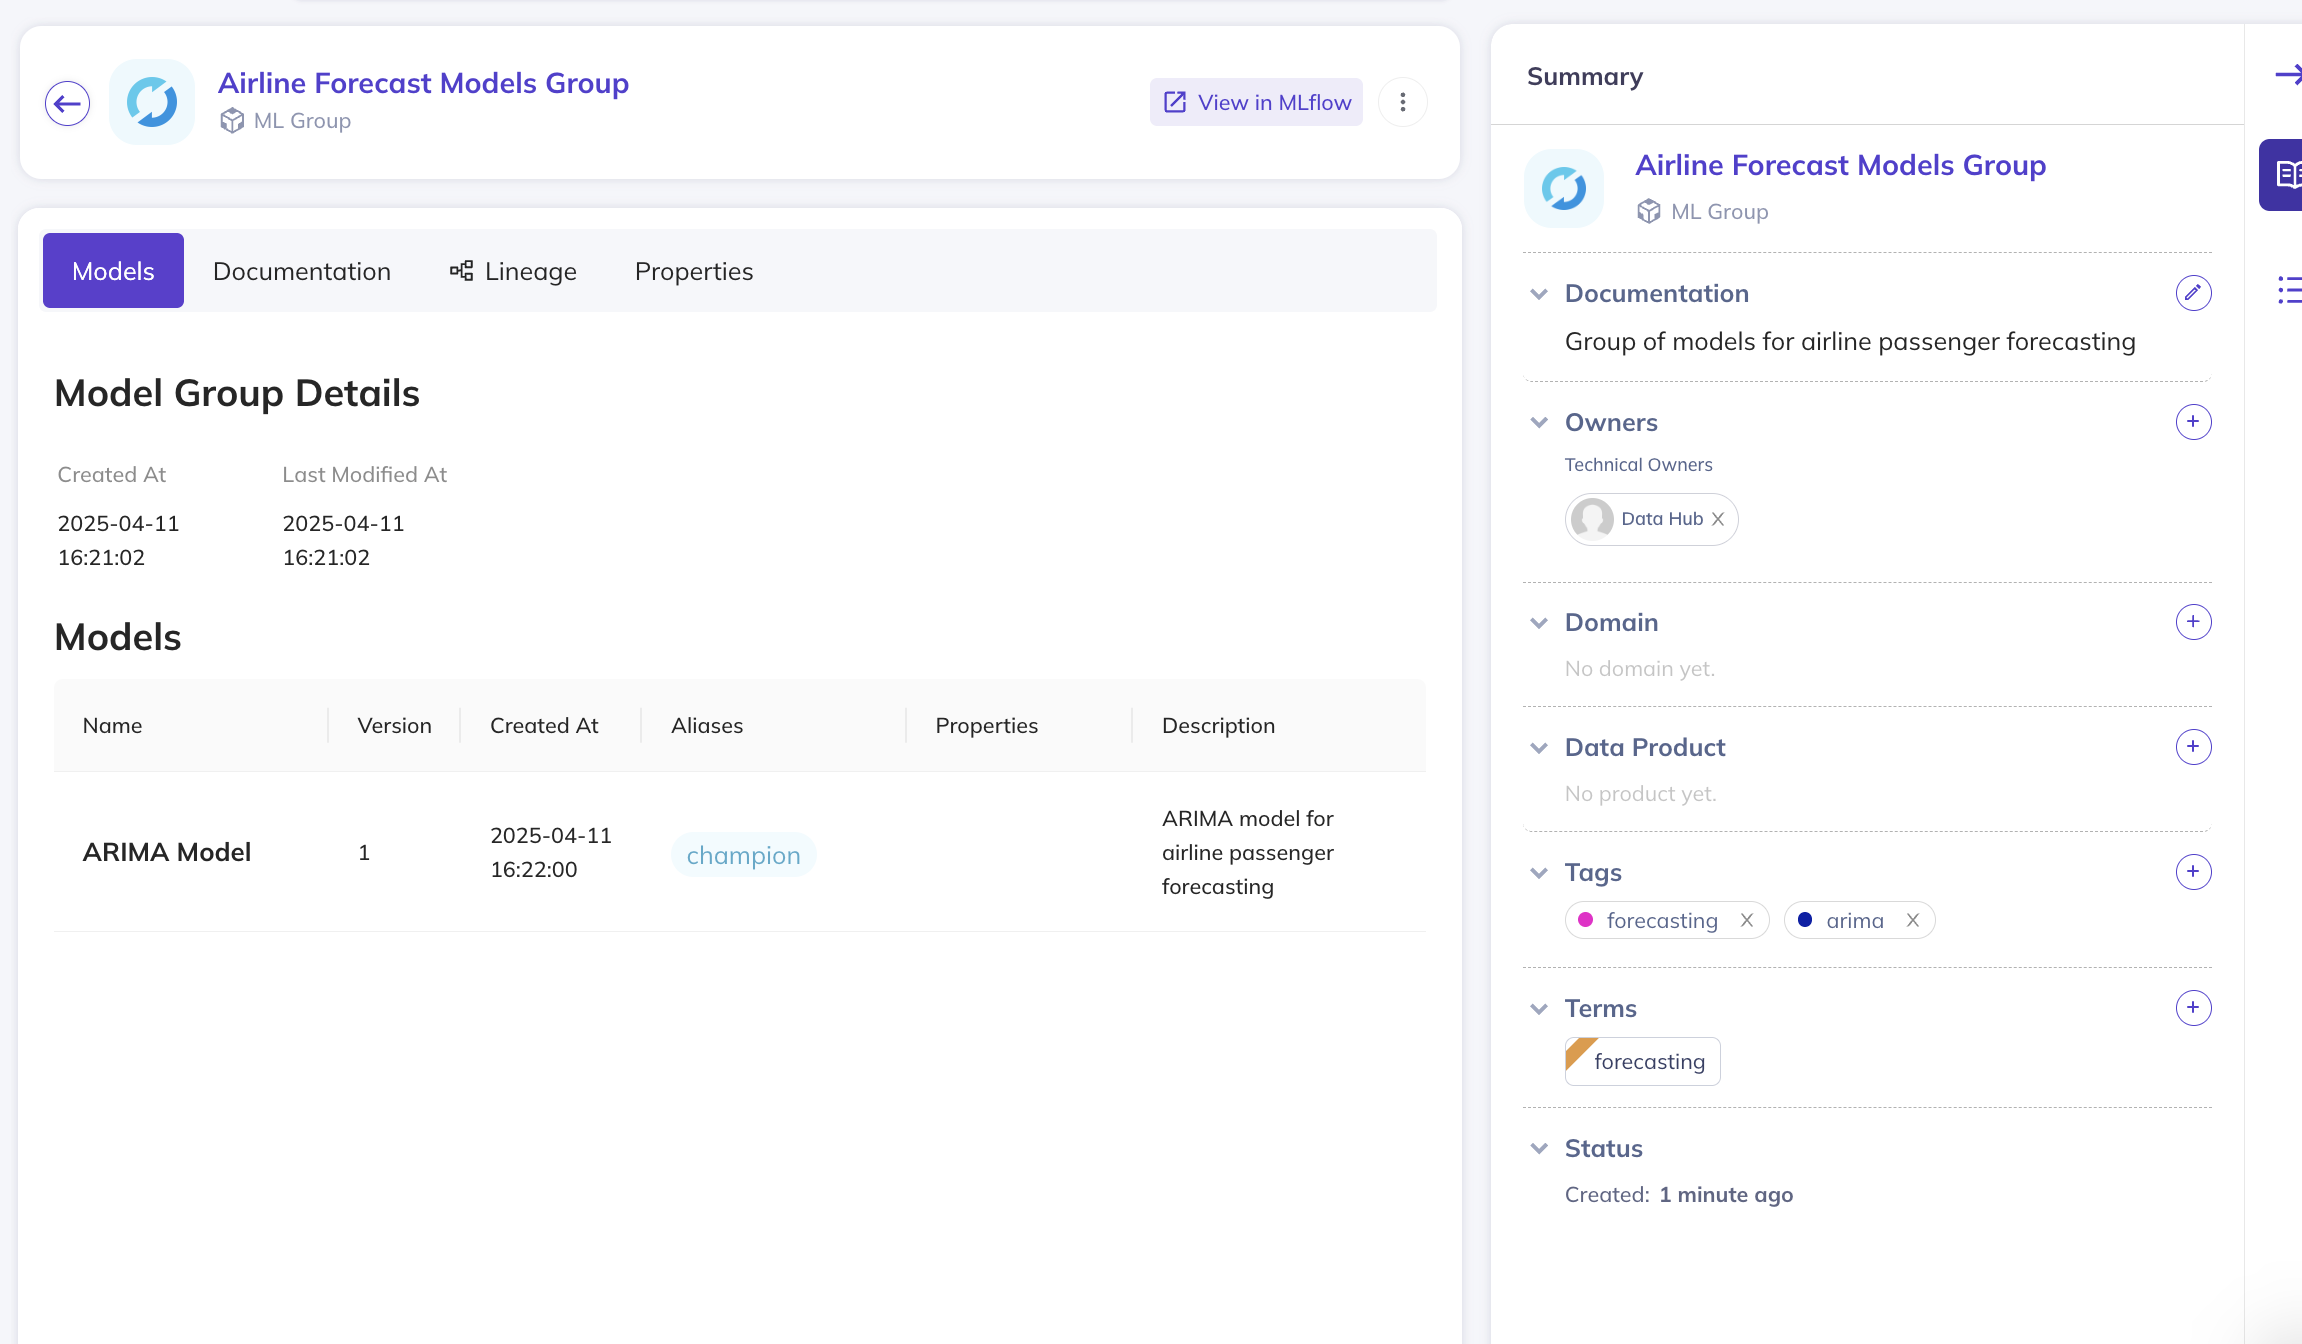 Airline Forecast Models Group
ML Group
View in MLflow
Models
Documentation
Lineage
Properties
Model Group Details
Created At
Last Modified At
2025-04-11
16:21:02
2025-04-11
16:21:02
Models
Name
Version
Created At
Aliases
Properties
Description
ARIMA Model
1
2025-04-11
16:22:00
champion
ARIMA model for
airline passenger
forecasting
Summary
Airline Forecast Models Group
ML Group
Documentation
Group of models for airline passenger forecasting
Owners
Technical Owners
Data Hub
Domain
No domain yet.
Data Product
No product yet.
Tags
forecasting
arima
Terms
forecasting
Status
Created: 1 minute ago